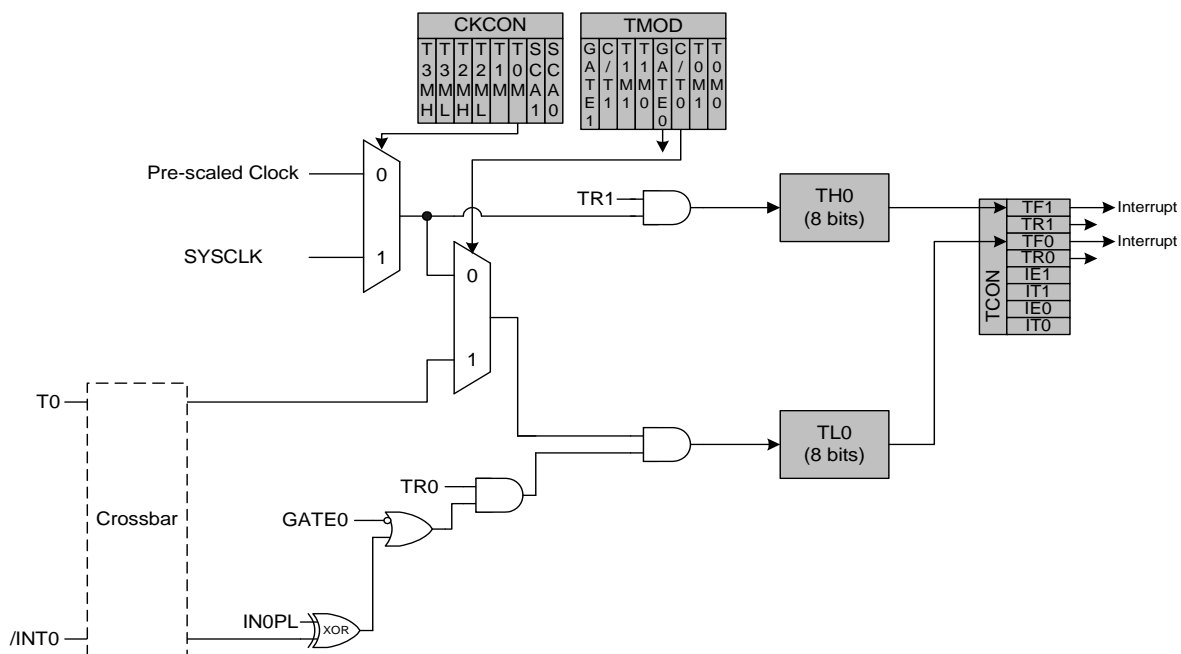 CKCON
T3MH
T3ML
T2MH
T2ML
T1M
T0M
SCA1
SCA0
TMOD
GATE1
C/T1
T1M1
T1M0
GATE0
C/T0
T0M1
T0M0
Pre-scaled Clock
0
SYSCLK
1
TR1
TH0
(8 bits)
TCON
TF1
TR1
TF0
TR0
IE1
IT1
IE0
IT0
Interrupt
Interrupt
0
1
T0
Crossbar
TL0
(8 bits)
TR0
GATE0
IN0PL
XOR
/INT0